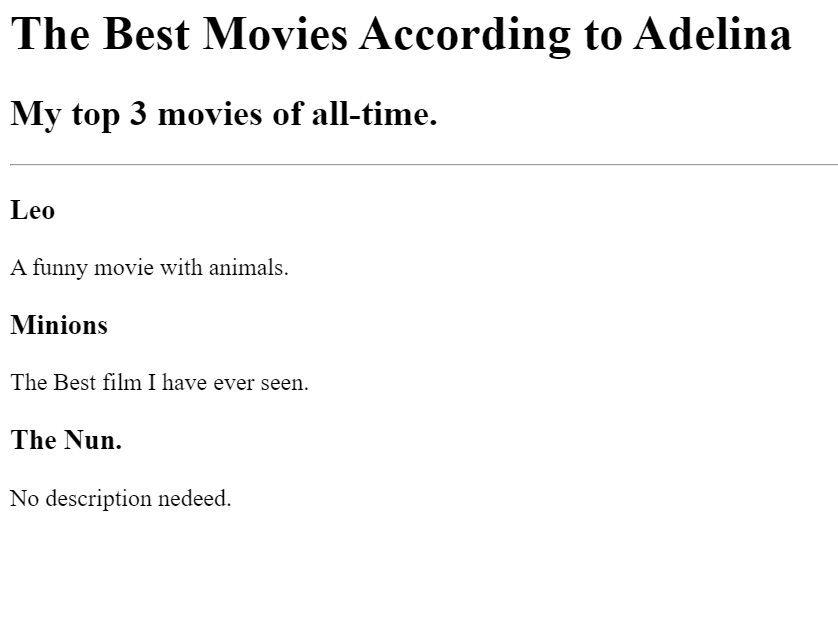 The Best Movies According to Adelina
My top 3 movies of all-time.
Leo
A funny movie with animals.
Minions
The Best film I have ever seen.
The Nun.
No description nedeed.